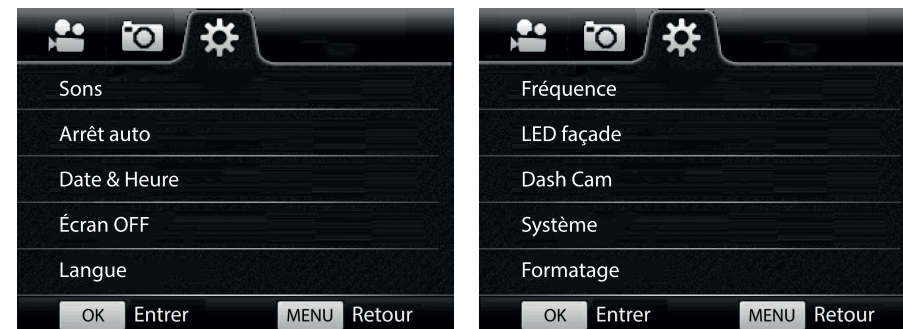 Sons
Arrêt auto
Date & Heure
Écran OFF
Langue
OK Entrer MENU Retour
Fréquence
LED façade
Dash Cam
Système
Formatage
OK Entrer MENU Retour